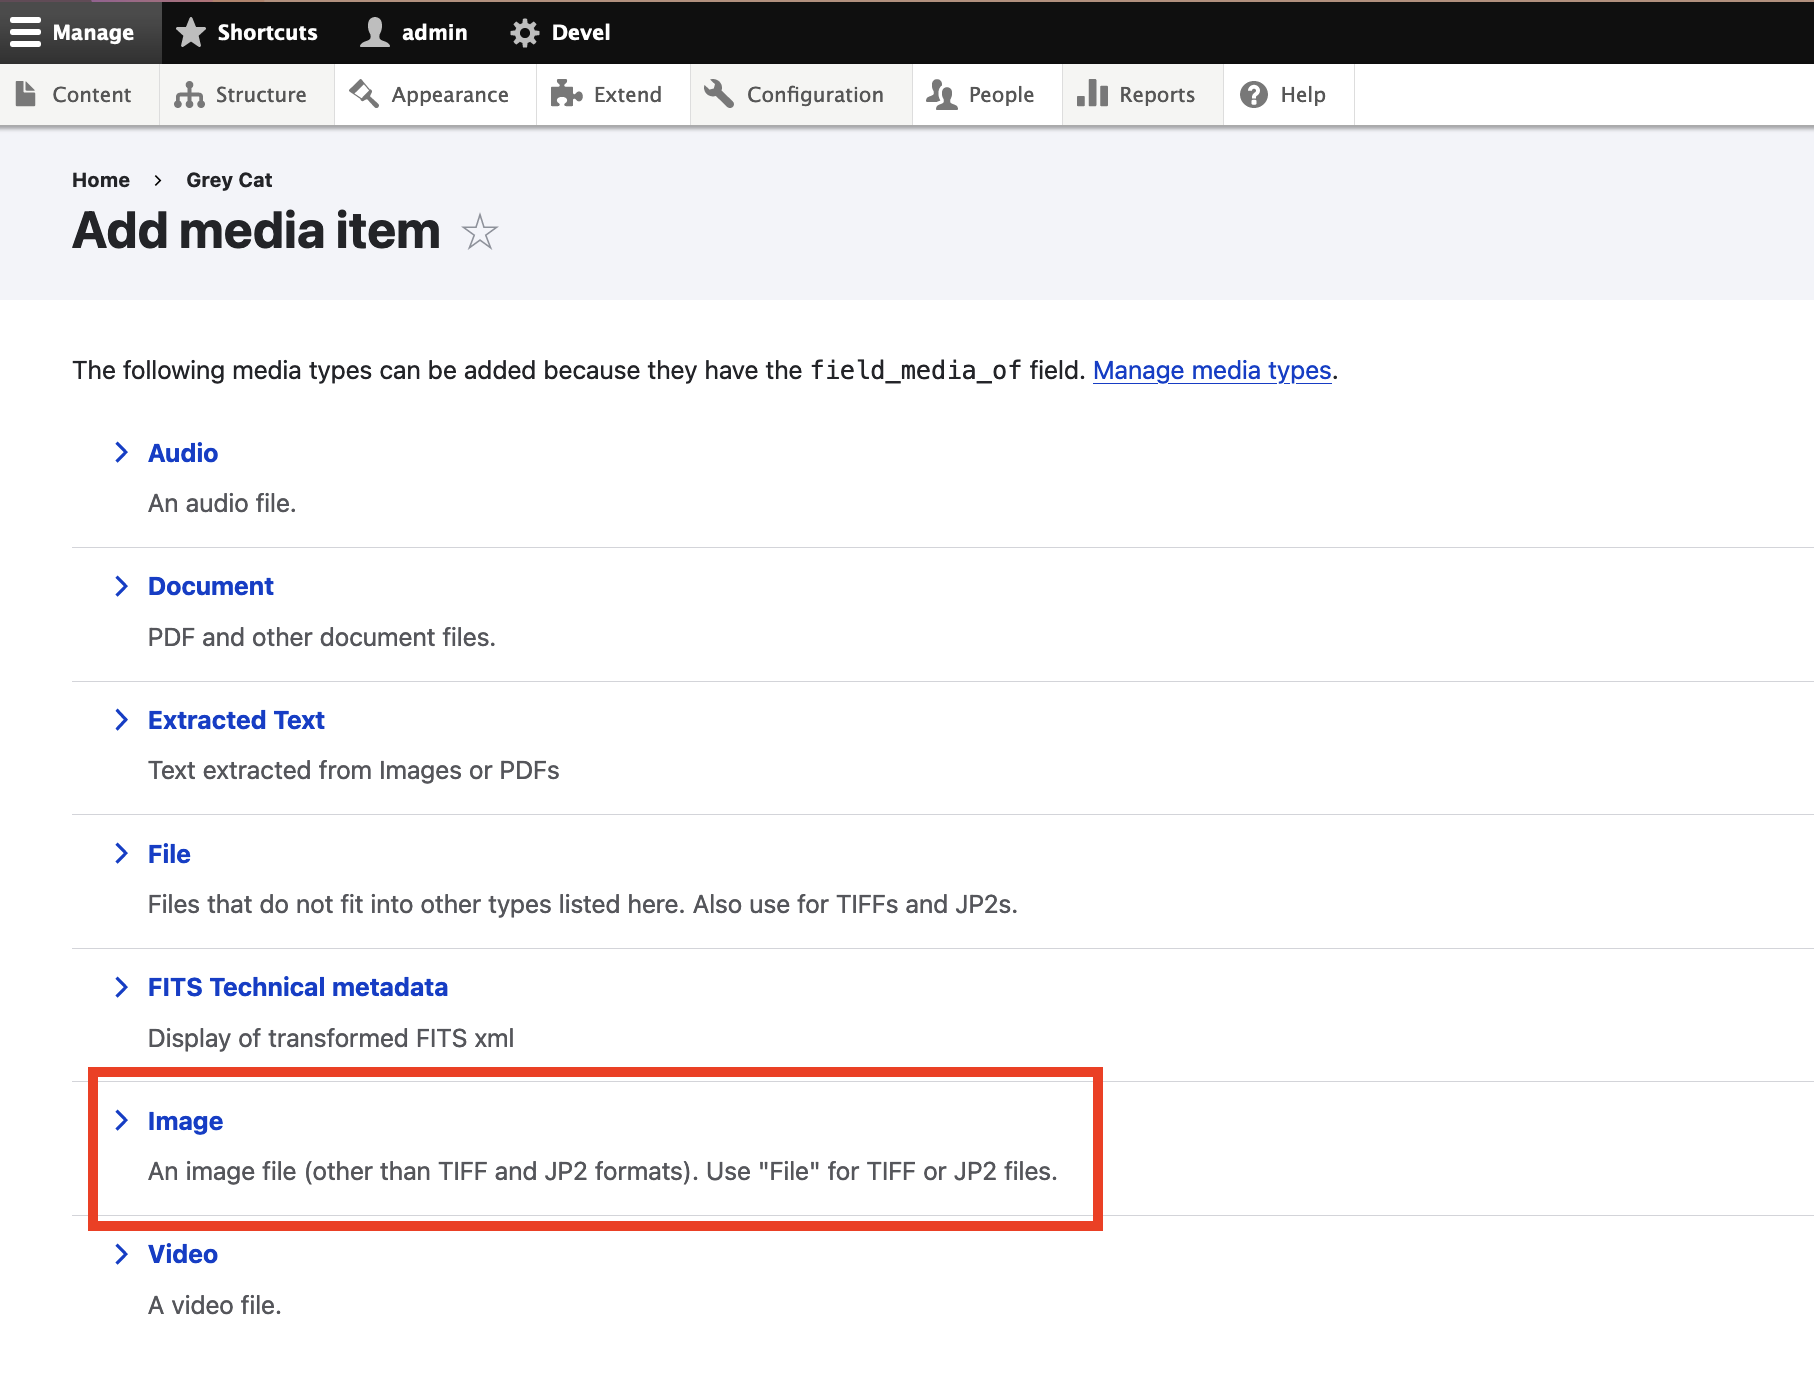 Manage Shortcuts admin Devel
Content Structure Appearance Extend Configuration People Reports Help
Home > Grey Cat
Add media item
The following media types can be added because they have the field_media_of field. Manage media types.
Audio
An audio file.
Document
PDF and other document files.
Extracted Text
Text extracted from Images or PDFs
File
Files that do not fit into other types listed here. Also use for TIFFs and JP2s.
FITS Technical metadata
Display of transformed FITS xml
Image
An image file (other than TIFF and JP2 formats). Use "File" for TIFF or JP2 files.
Video
A video file.